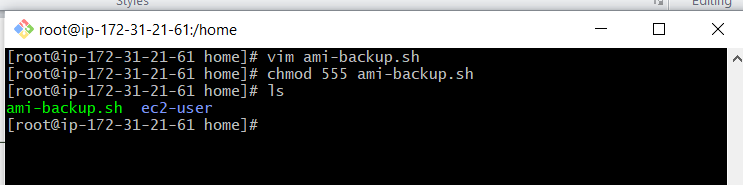 Styles
Editing
root@ip-172-31-21-61:/home
[root@ip-172-31-21-61 home]# vim ami-backup.sh
[root@ip-172-31-21-61 home]# chmod 555 ami-backup.sh
[root@ip-172-31-21-61 home]# ls
ami-backup.sh  ec2-user
[root@ip-172-31-21-61 home]#